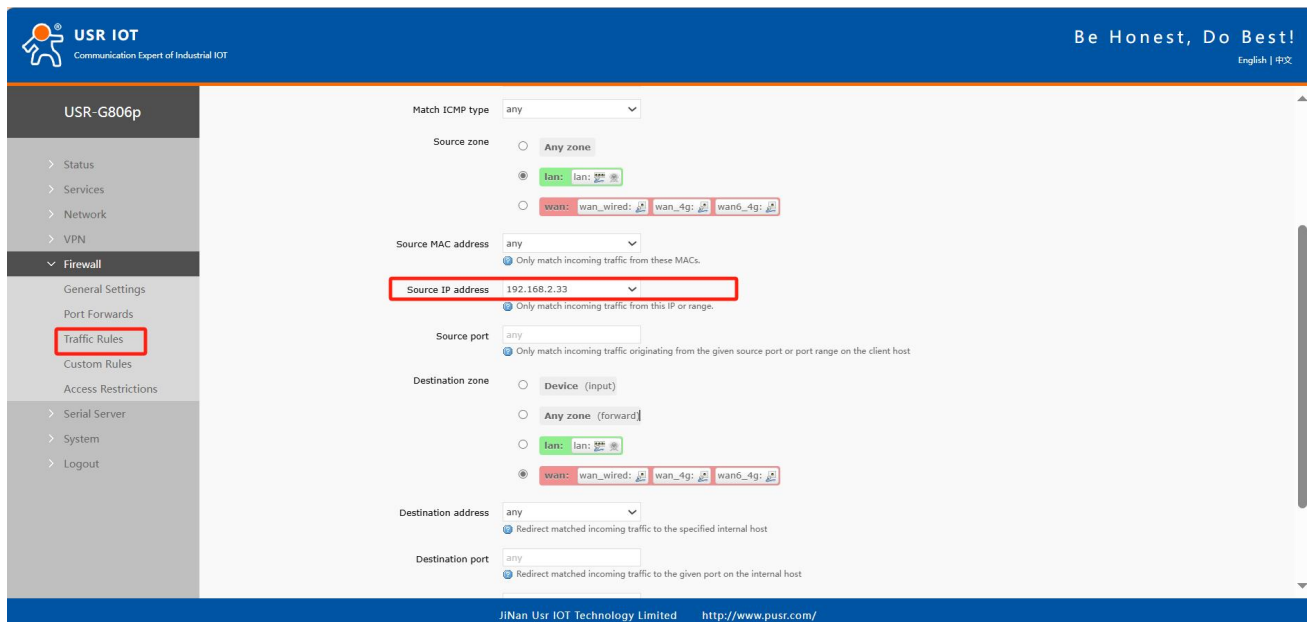 USR IOT
Communication Expert of Industrial IOT
Be Honest, Do Best!
English | 中文
USR-G806p
Status
Services
Network
VPN
Firewall
General Settings
Port Forwards
Traffic Rules
Custom Rules
Access Restrictions
Serial Server
System
Logout
Match ICMP type any
Source zone
Any zone
lan: lan:
wan: wan_wired: wan_4g: wan6_4g:
Source MAC address any
Only match incoming traffic from these MACs.
Source IP address 192.168.2.33
Only match incoming traffic from this IP or range.
Source port any
Only match incoming traffic originating from the given source port or port range on the client host
Destination zone
Device (input)
Any zone (forward)
lan: lan:
wan: wan_wired: wan_4g: wan6_4g:
Destination address any
Redirect matched incoming traffic to the specified internal host
Destination port any
Redirect matched incoming traffic to the given port on the internal host
JiNan Usr IOT Technology Limited http://www.pusr.com/